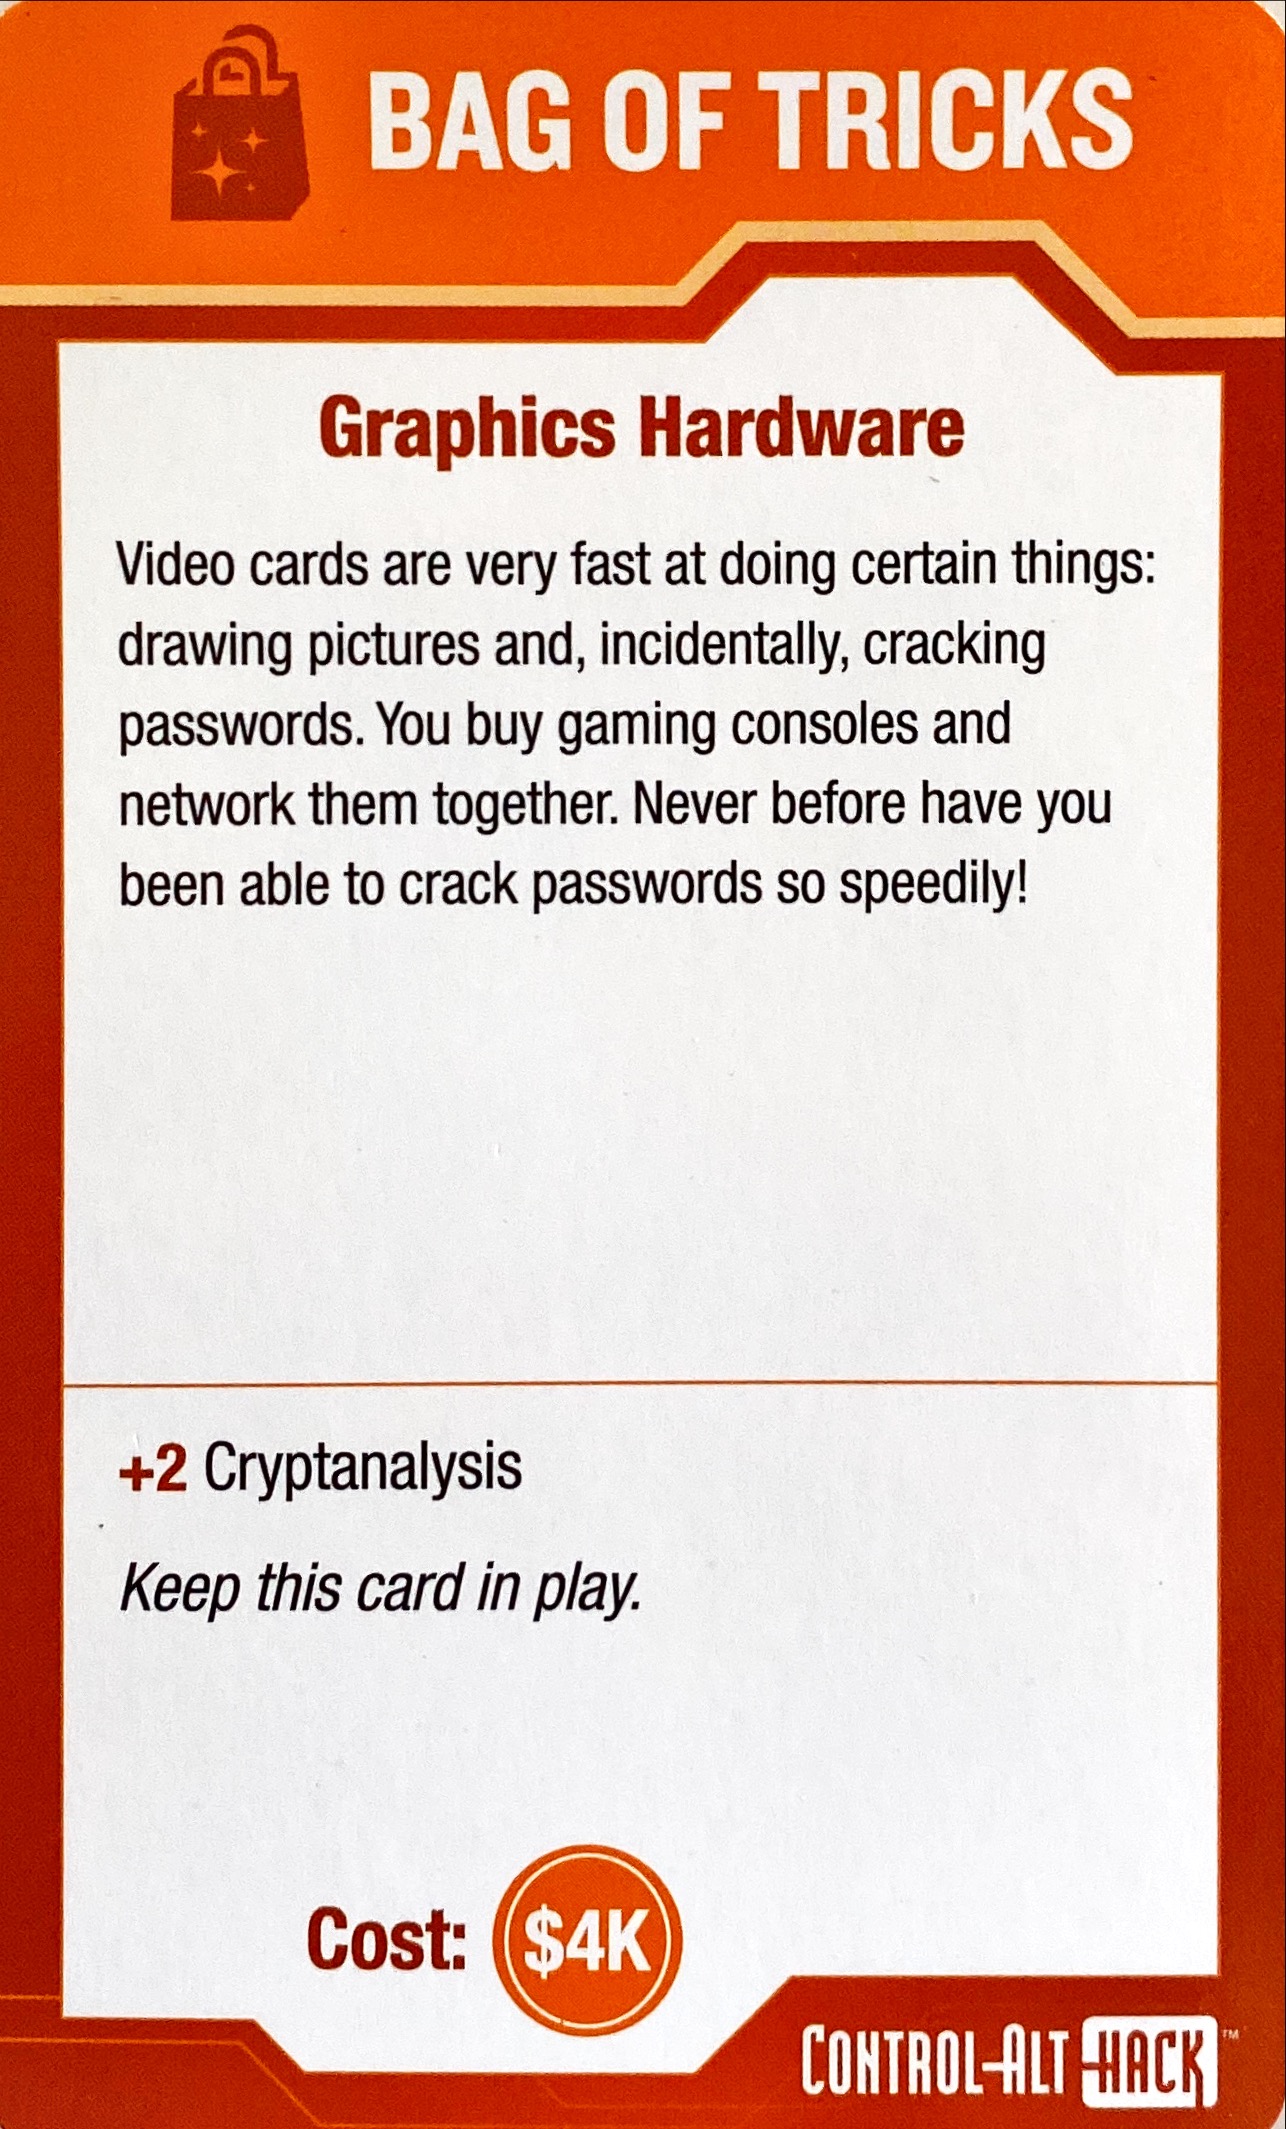 BAG OF TRICKS
Graphics Hardware
Video cards are very fast at doing certain things:
drawing pictures and, incidentally, cracking
passwords. You buy gaming consoles and
network them together. Never before have you
been able to crack passwords so speedily!
+2 Cryptanalysis
Keep this card in play.
Cost: $4K
CONTROL-ALT-HACK™